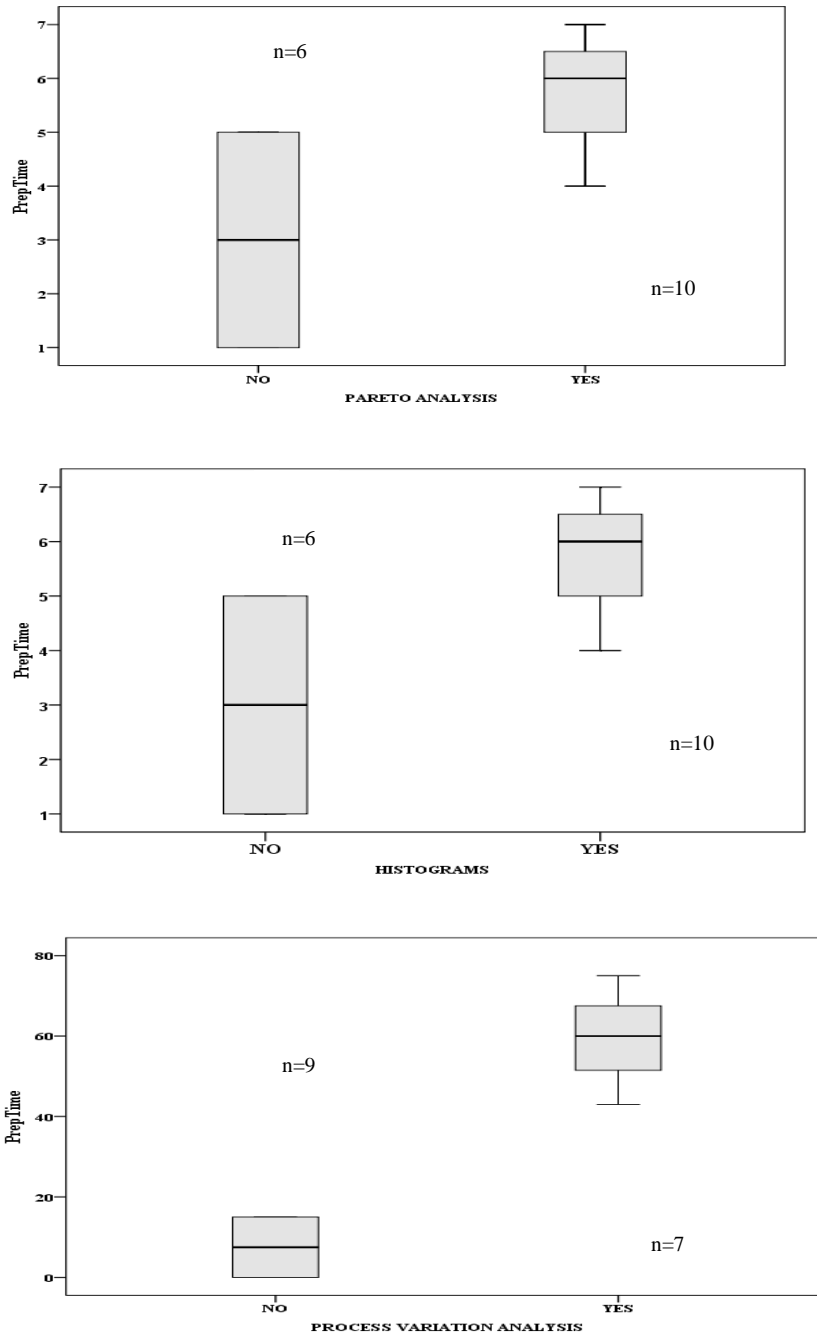 7
n=6
6
5
4
PrepTime
3
2
n=10
1
NO YES
PARETO ANALYSIS
7
6
n=6
5
4
PrepTime
3
n=10
2
1
NO YES
HISTOGRAMS
80
60
n=9
40
PrepTime
20
n=7
0
NO YES
PROCESS VARIATION ANALYSIS